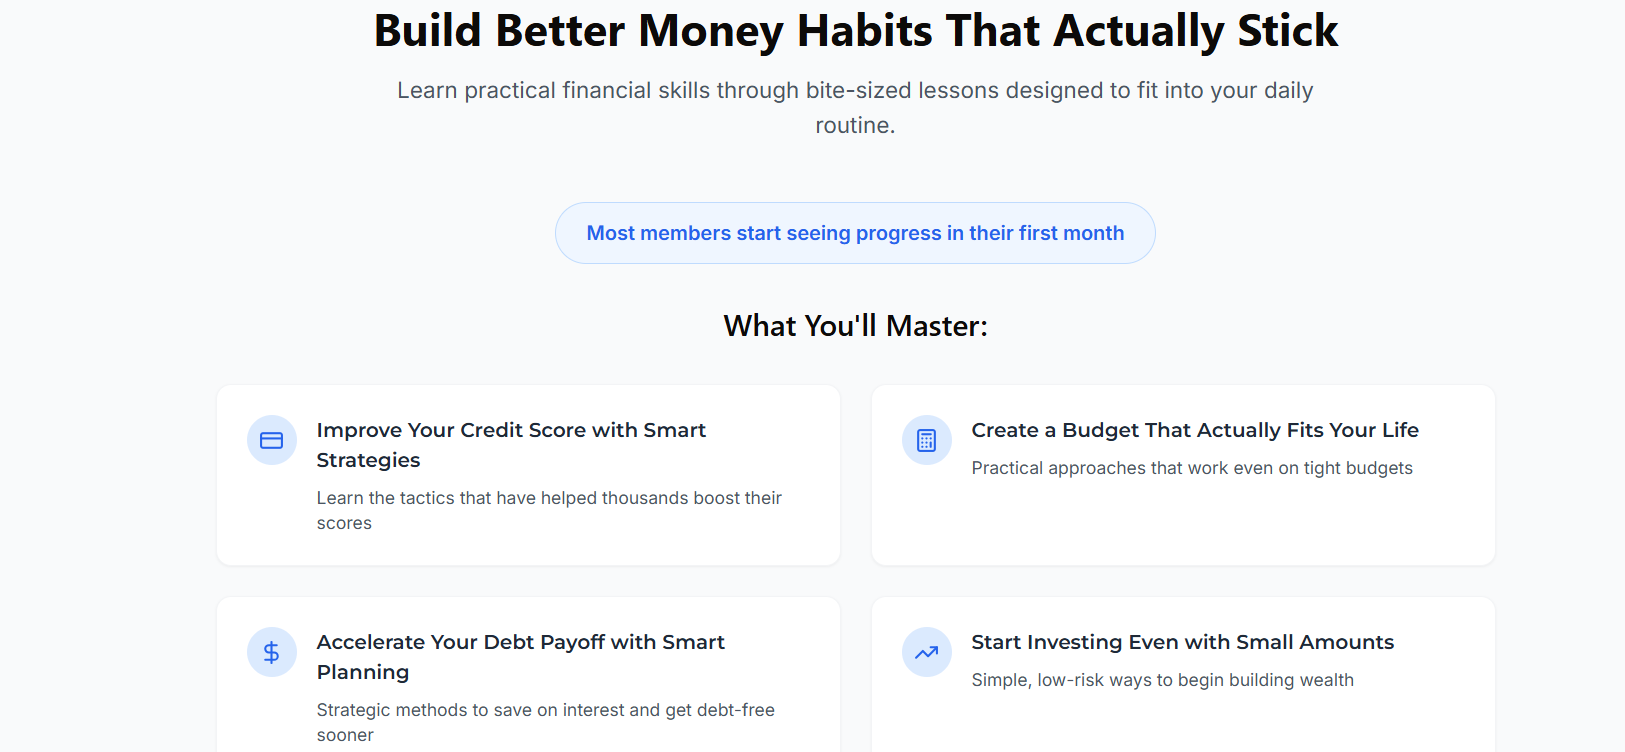 Build Better Money Habits That Actually Stick
Learn practical financial skills through bite-sized lessons designed to fit into your daily
routine.
Most members start seeing progress in their first month
What You'll Master:
Improve Your Credit Score with Smart
Strategies
Learn the tactics that have helped thousands boost their
scores
Create a Budget That Actually Fits Your Life
Practical approaches that work even on tight budgets
Accelerate Your Debt Payoff with Smart
Planning
Strategic methods to save on interest and get debt-free
sooner
Start Investing Even with Small Amounts
Simple, low-risk ways to begin building wealth